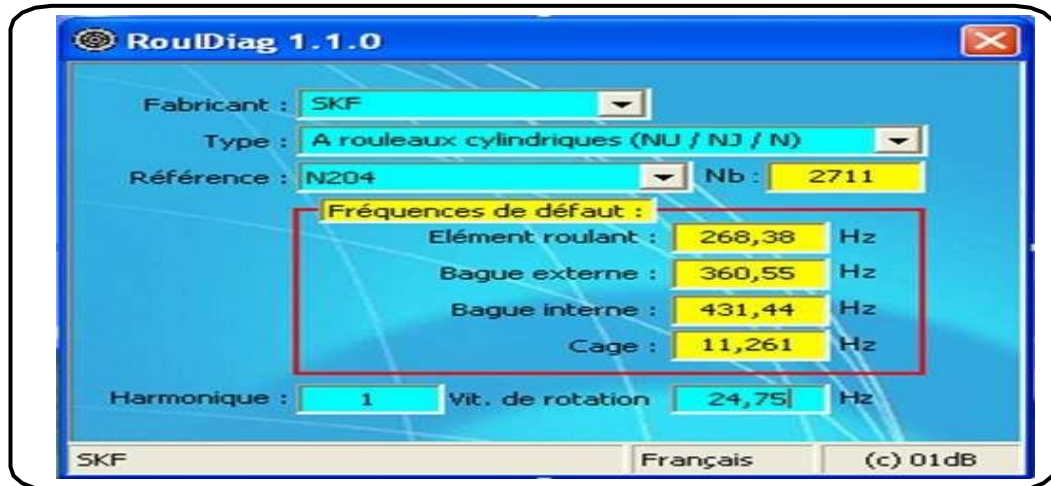 RoulDiag 1.1.0
Fabricant : SKF
Type : A rouleaux cylindriques (NU / NJ / N)
Référence : N204 Nb : 2711
Fréquences de défaut :
Elément roulant : 268,38 Hz
Bague externe : 360,55 Hz
Bague interne : 431,44 Hz
Cage : 11,261 Hz
Harmonique : 1 Vit. de rotation 24,75 Hz
SKF Français (c) 01dB